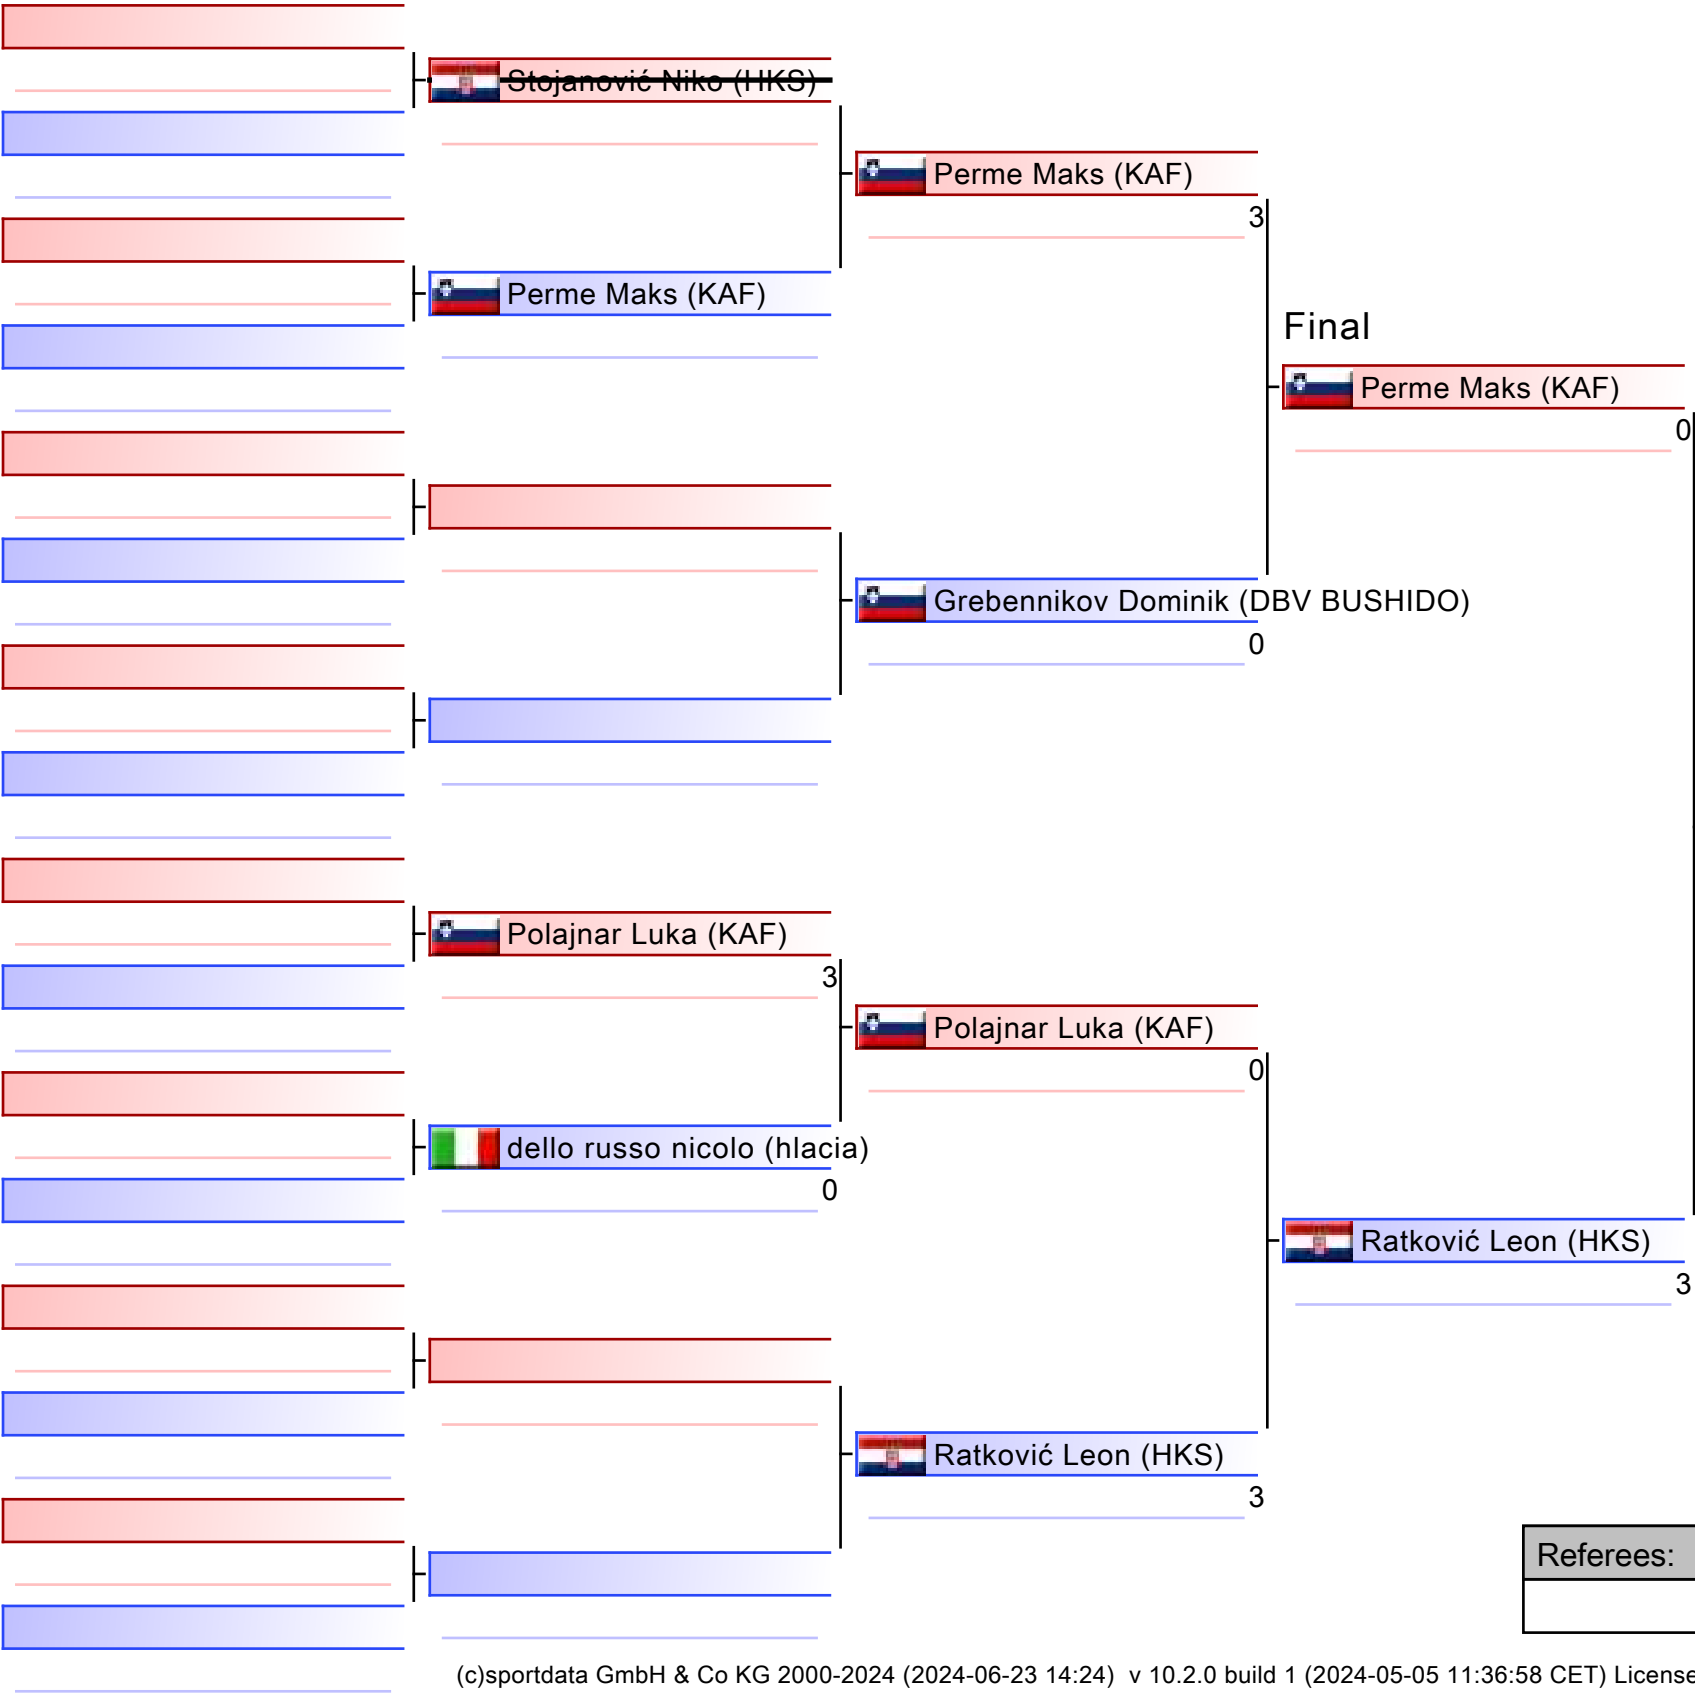 Stojanović Niko (HKS)
Perme Maks (KAF)
3
Perme Maks (KAF)
Final
Perme Maks (KAF)
0
Grebennikov Dominik (DBV BUSHIDO)
0
Polajnar Luka (KAF)
3
Polajnar Luka (KAF)
0
dello russo nicolo (hlacia)
0
Ratković Leon (HKS)
3
Ratković Leon (HKS)
3
Referees:
(c)sportdata GmbH & Co KG 2000-2024 (2024-06-23 14:24) v 10.2.0 build 1 (2024-05-05 11:36:58 CET) License